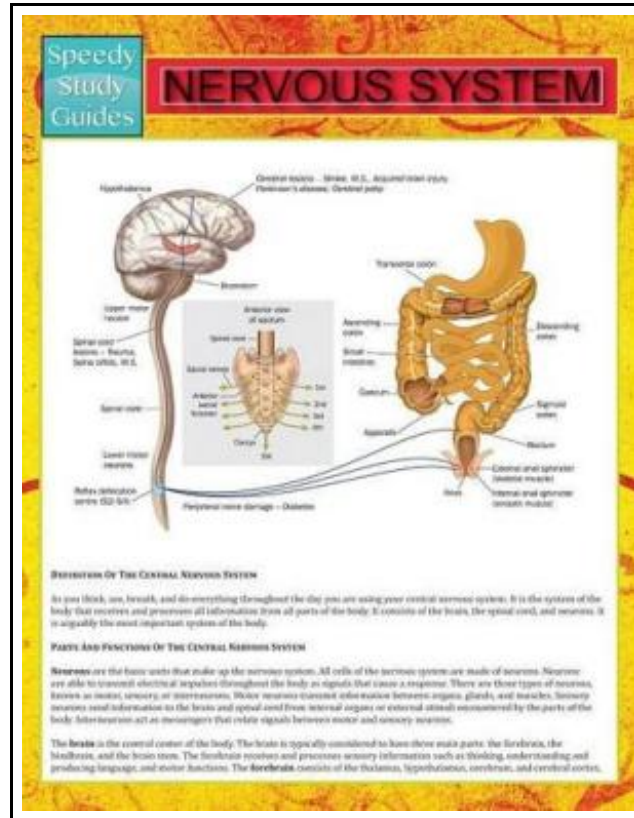 Speedy
Study
Guides
NERVOUS SYSTEM
Cerebral lesions – Stroke, M.S., Acquired brain injury,
Parkinson's disease, Cerebral palsy
Hypothalamus
Brainstem
Upper motor
neurons
Spinal cord
lesions – Trauma,
Spina bifida, M.S.
Spinal cord
Lower motor
neurons
Reflex defecation
centre (S2-S4)
Peripheral nerve damage – Diabetes
Anterior view
of sacrum
Spinal cord
Sacral nerves
Anterior
sacral
foramen
Coccyx
Transverse colon
Ascending
colon
Small
intestine
Caecum
Appendix
Descending
colon
Sigmoid
colon
Rectum
Anus
External anal sphincter
(skeletal muscle)
Internal anal sphincter
(smooth muscle)
DEFINITION OF THE CENTRAL NERVOUS SYSTEM
As you think, see, breath, and do everything throughout the day you are using your central nervous system. It is the system of the
body that receives and processes all information from all parts of the body. It consists of the brain, the spinal cord, and neurons. It
is arguably the most important system of the body.
PARTS AND FUNCTIONS OF THE CENTRAL NERVOUS SYSTEM
Neurons are the basic units that make up the nervous system. All cells of the nervous system are made of neurons. Neurons
are able to transmit electrical impulses throughout the body as signals that cause a response. There are three types of neurons,
known as motor, sensory, or interneurons. Motor neurons transmit information between organs, glands, and muscles. Sensory
neurons send information to the brain and spinal cord from internal organs or external stimuli encountered by the parts of the
body. Interneurons act as messengers that relate signals between motor and sensory neurons.
The brain is the control center of the body. The brain is typically considered to have three main parts: the forebrain, the
hindbrain, and the brain stem. The forebrain receives and processes sensory information such as thinking, understanding and
producing language, and motor functions. The forebrain consists of the thalamus, hypothalamus, cerebrum, and cerebral cortex,